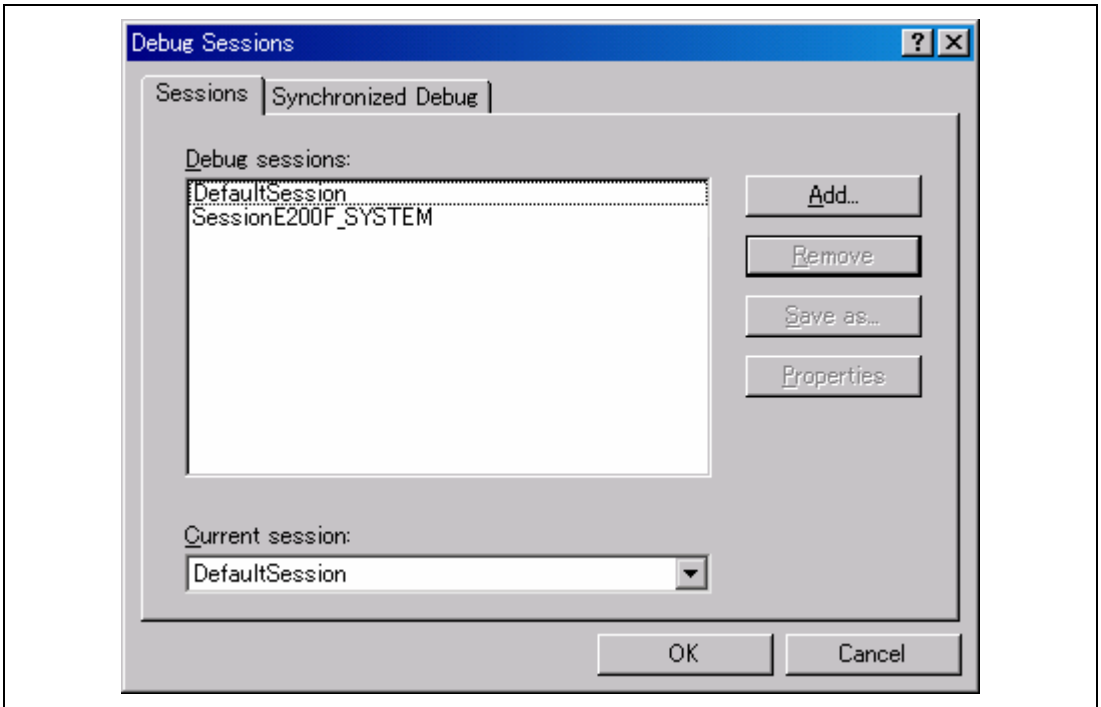 Debug Sessions
Sessions
Synchronized Debug
Debug sessions:
DefaultSession
SessionE200F_SYSTEM
Add...
Remove
Save as...
Properties
Current session:
DefaultSession
OK
Cancel